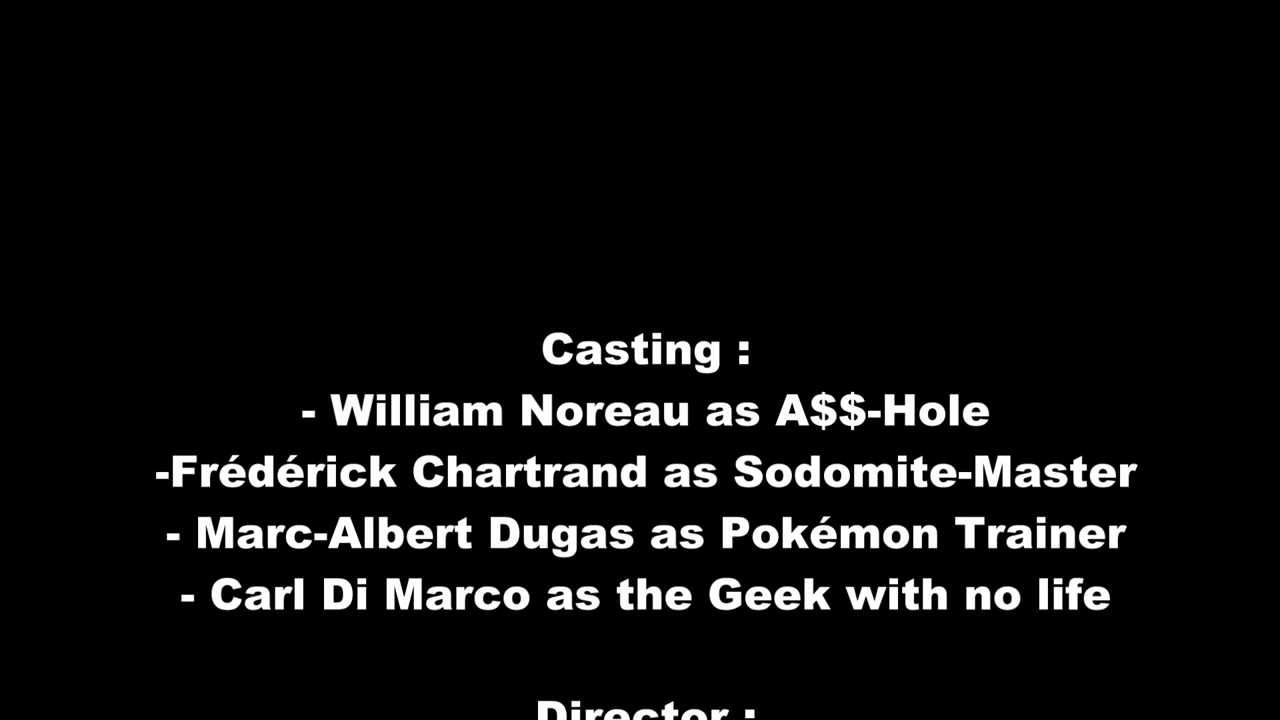 Casting :
- William Noreau as A$$-Hole
-Frédérick Chartrand as Sodomite-Master
- Marc-Albert Dugas as Pokémon Trainer
- Carl Di Marco as the Geek with no life
Director :